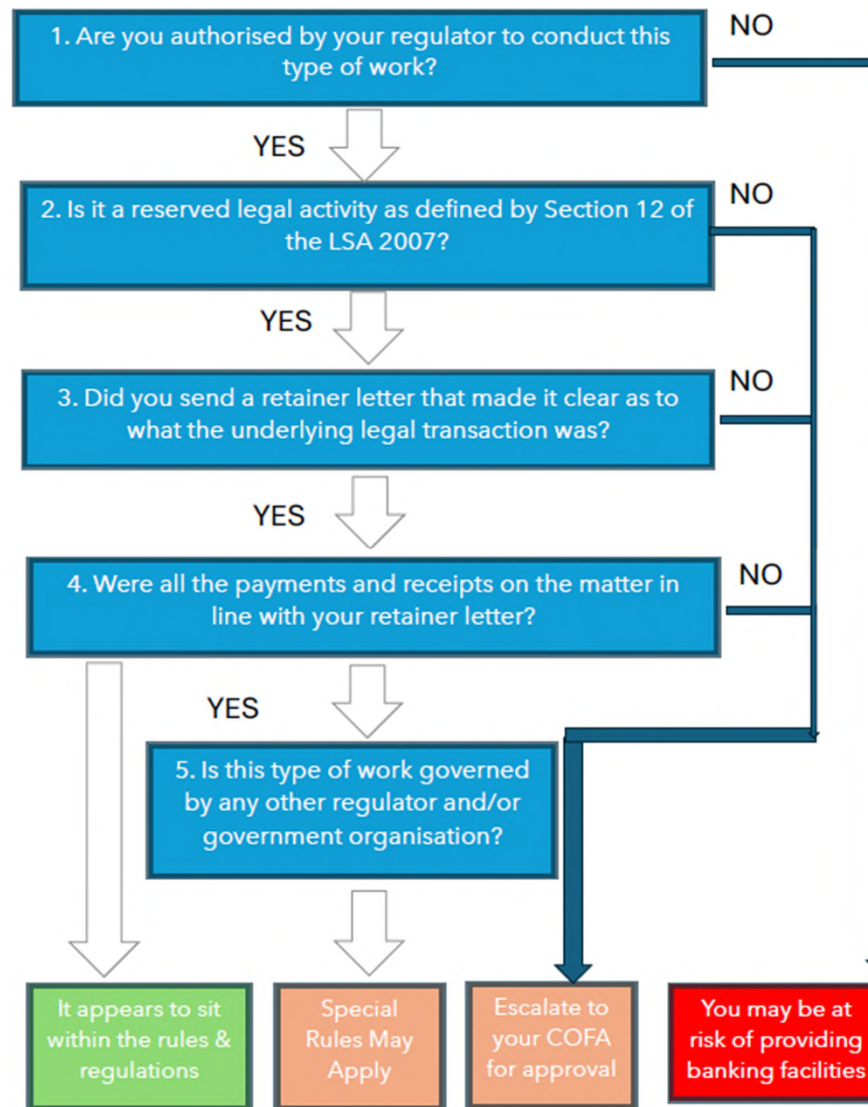 1. Are you authorised by your regulator to conduct this
type of work?
NO
YES
2. Is it a reserved legal activity as defined by Section 12 of
the LSA 2007?
NO
YES
3. Did you send a retainer letter that made it clear as to
what the underlying legal transaction was?
NO
YES
4. Were all the payments and receipts on the matter in
line with your retainer letter?
NO
YES
5. Is this type of work governed
by any other regulator and/or
government organisation?
It appears to sit
within the rules &
regulations
Special
Rules May
Apply
Escalate to
your COFA
for approval
You may be at
risk of providing
banking facilities